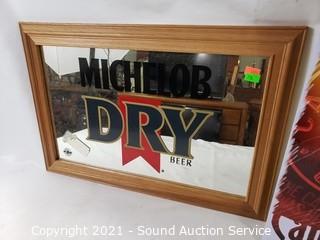 MICHELOB
DRY
BEER
Copyright 2021 - Sound Auction Service